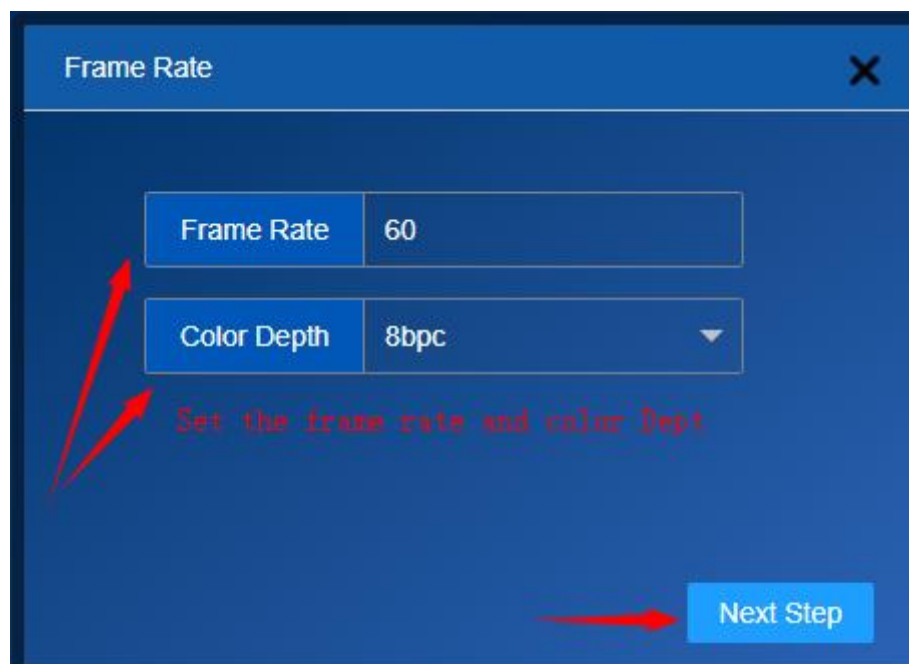 Frame Rate
Frame Rate 60
Color Depth 8bpc
Set the frame rate and color Dept
Next Step